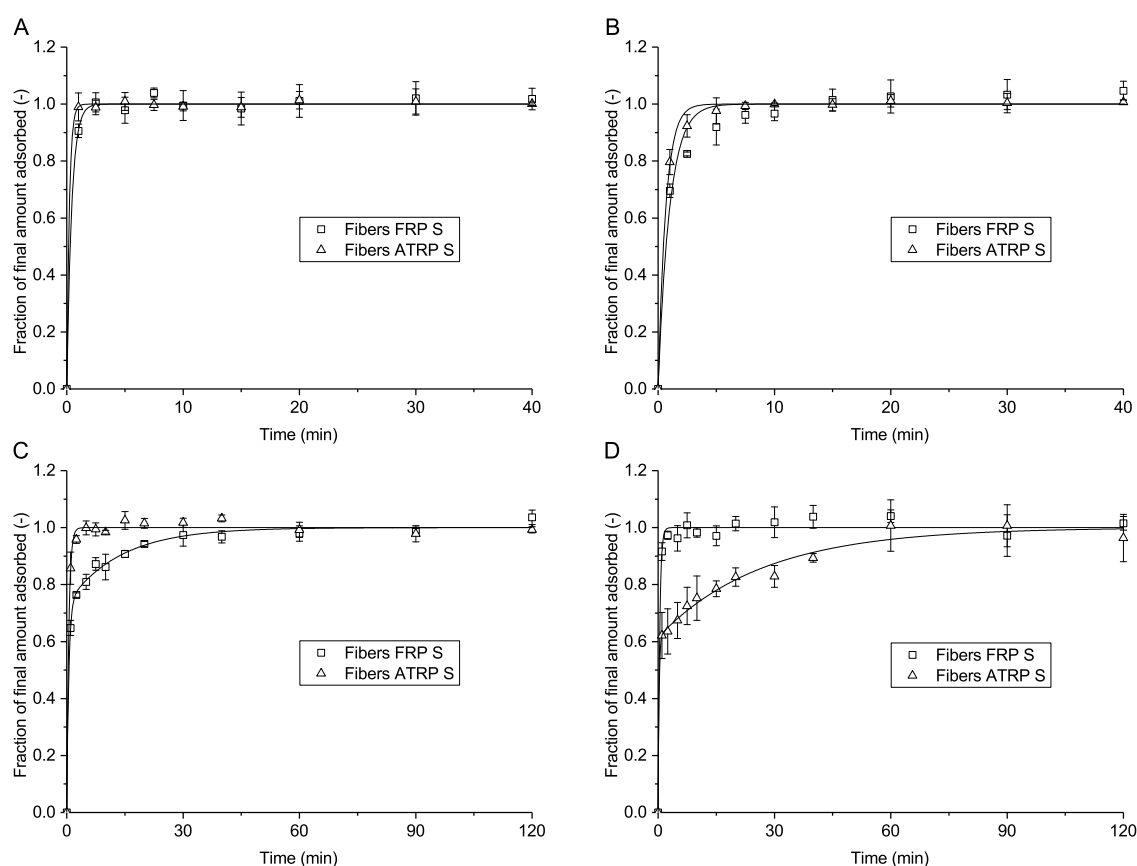 A
Fraction of final amount adsorbed (-)
1.2
1.0
0.8
0.6
0.4
0.2
0.0
Fibers FRP S
Fibers ATRP S
0 10 20 30 40
Time (min)
B
Fraction of final amount adsorbed (-)
1.2
1.0
0.8
0.6
0.4
0.2
0.0
Fibers FRP S
Fibers ATRP S
0 10 20 30 40
Time (min)
C
Fraction of final amount adsorbed (-)
1.2
1.0
0.8
0.6
0.4
0.2
0.0
Fibers FRP S
Fibers ATRP S
0 30 60 90 120
Time (min)
D
Fraction of final amount adsorbed (-)
1.2
1.0
0.8
0.6
0.4
0.2
0.0
Fibers FRP S
Fibers ATRP S
0 30 60 90 120
Time (min)